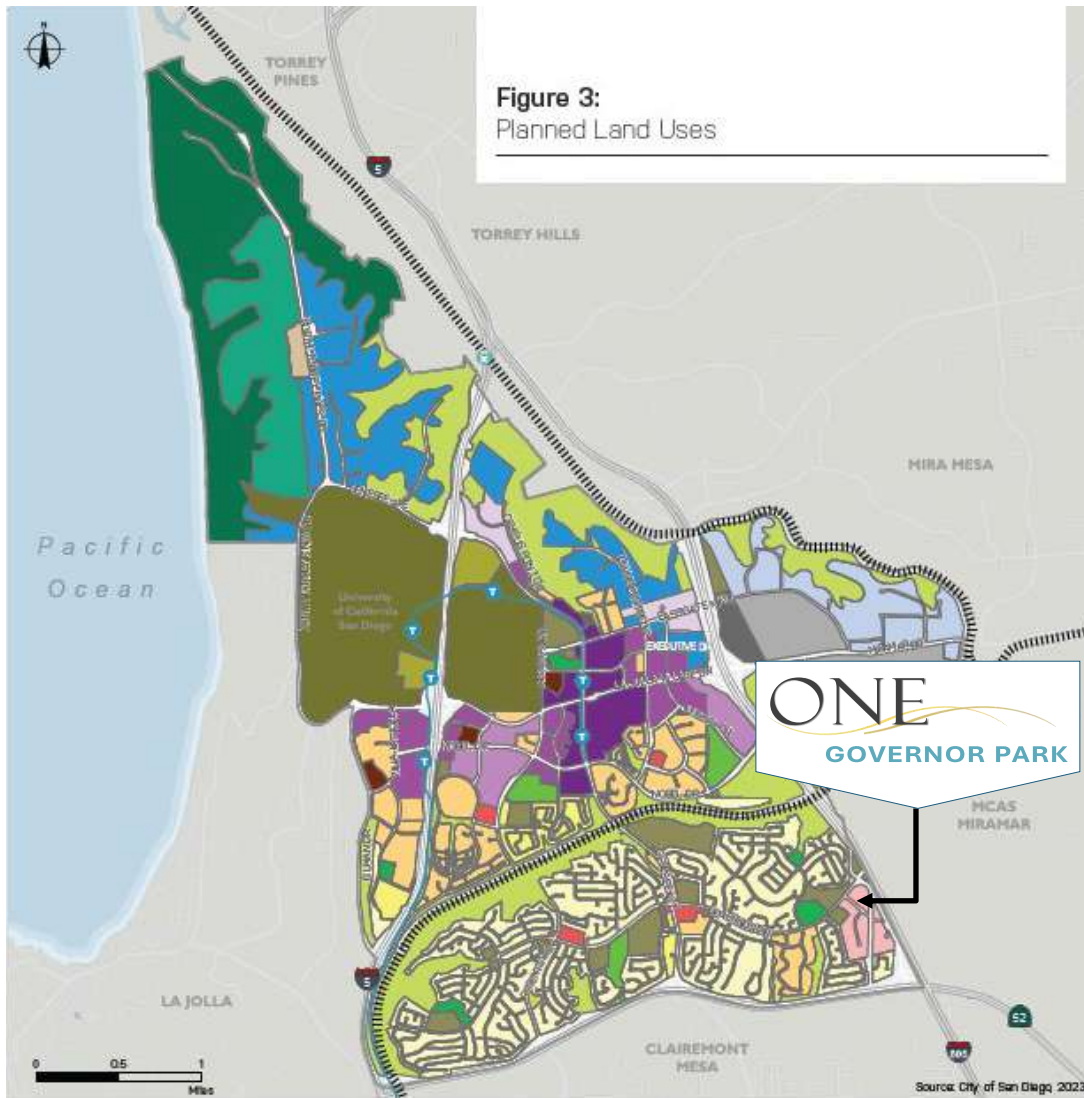 N
TORREY
PINES
Figure 3:
Planned Land Uses
5
TORREY HILLS
MIRA MESA
Pacific
Ocean
University
of California
San Diego
T
T
EXECUTIVE DR
T
T
T
T
ONE
GOVERNOR PARK
MCAS
MIRAMAR
5
LA JOLLA
52
CLAIREMONT
MESA
805
0 0.5 1
Miles
Source: City of San Diego, 2023